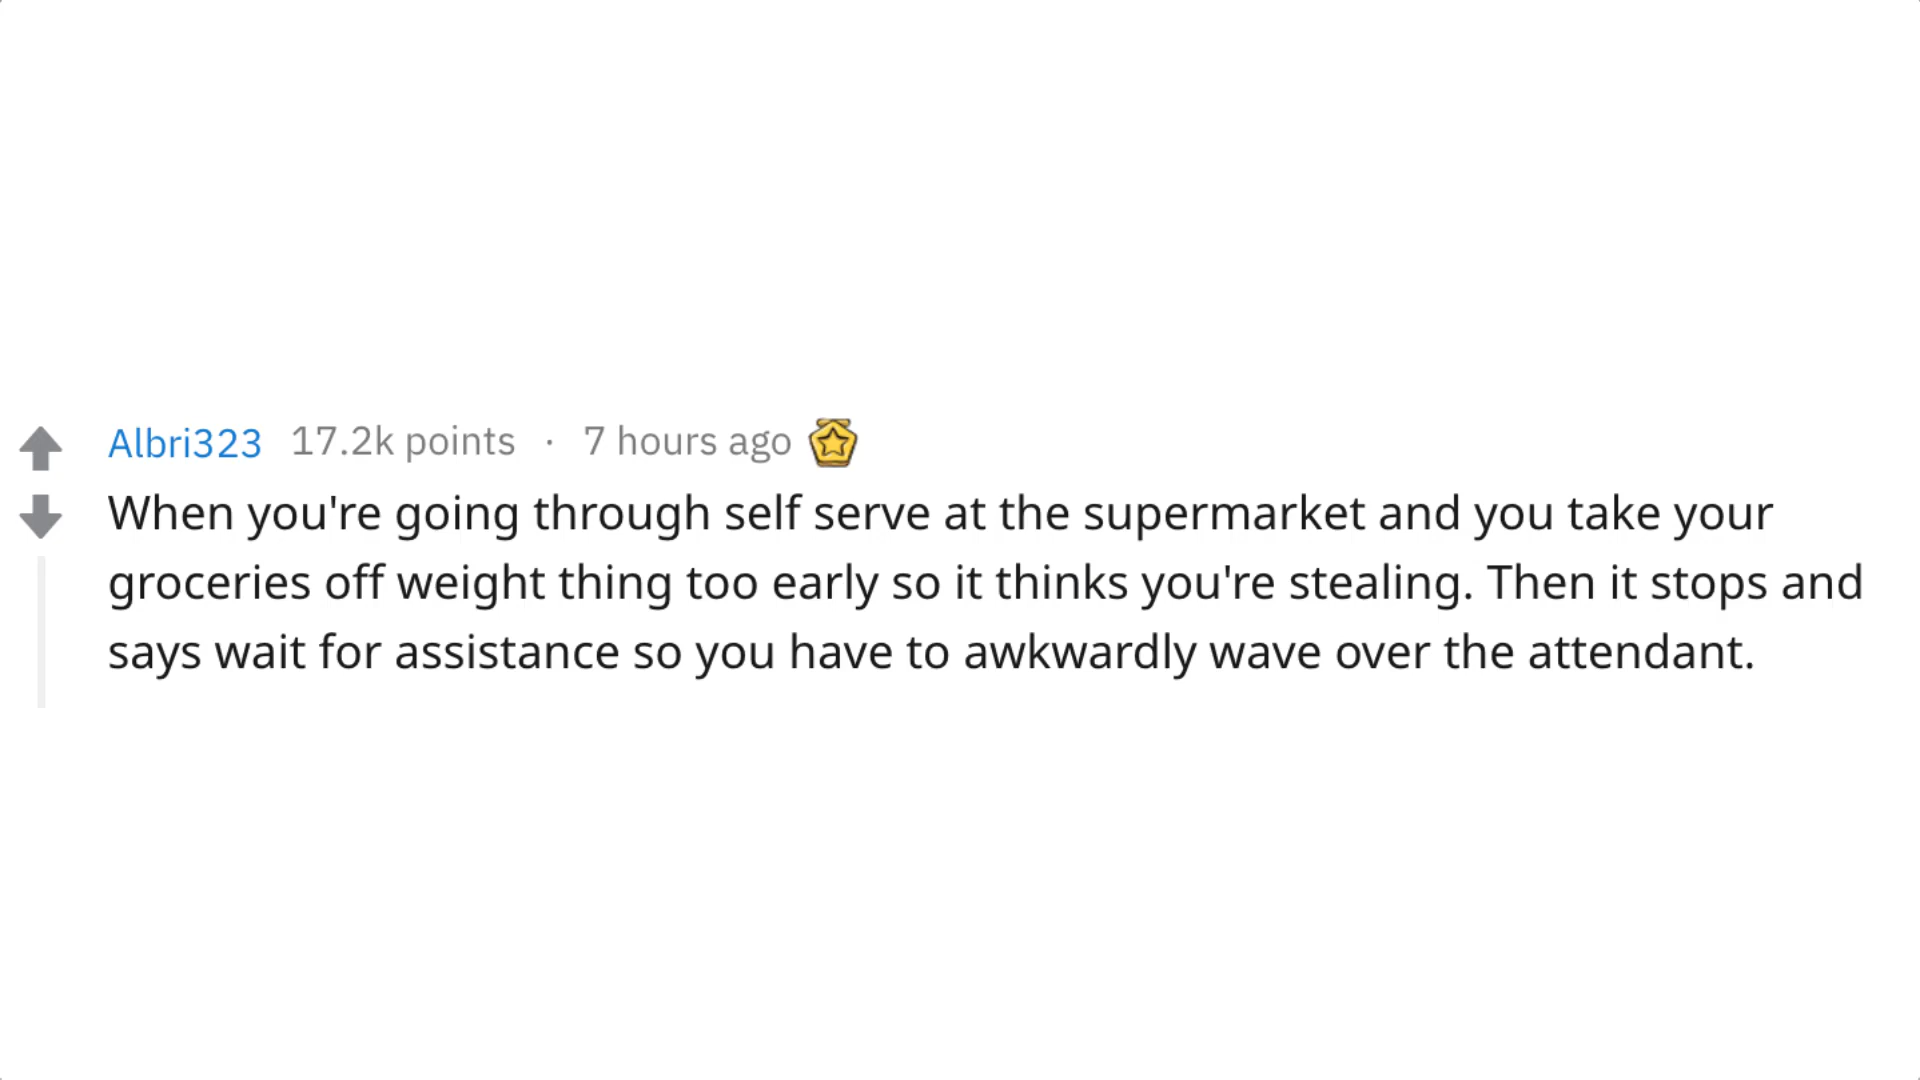 Albri323 17.2k points · 7 hours ago
When you're going through self serve at the supermarket and you take your
groceries off weight thing too early so it thinks you're stealing. Then it stops and
says wait for assistance so you have to awkwardly wave over the attendant.